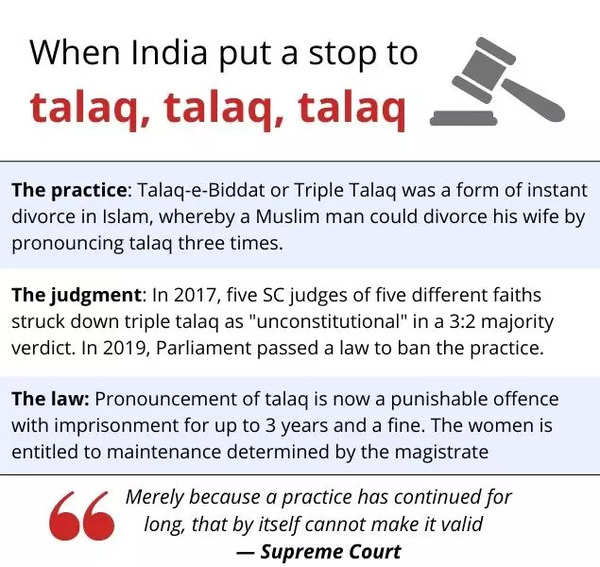 When India put a stop to
talaq, talaq, talaq
The practice: Talaq-e-Biddat or Triple Talaq was a form of instant
divorce in Islam, whereby a Muslim man could divorce his wife by
pronouncing talaq three times.
The judgment: In 2017, five SC judges of five different faiths
struck down triple talaq as "unconstitutional" in a 3:2 majority
verdict. In 2019, Parliament passed a law to ban the practice.
The law: Pronouncement of talaq is now a punishable offence
with imprisonment for up to 3 years and a fine. The women is
entitled to maintenance determined by the magistrate
“ Merely because a practice has continued for
long, that by itself cannot make it valid
— Supreme Court